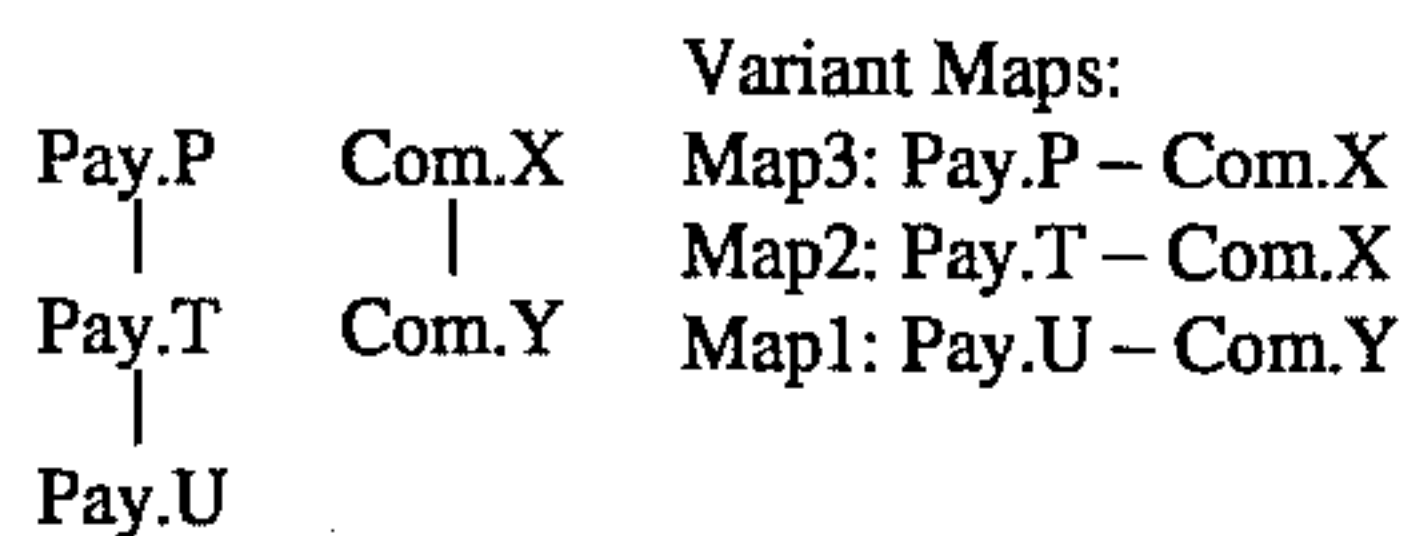 Variant Maps:
Pay.P Com.X Map3: Pay.P – Com.X
Pay.T Com.Y Map2: Pay.T – Com.X
Map1: Pay.U – Com.Y
Pay.U